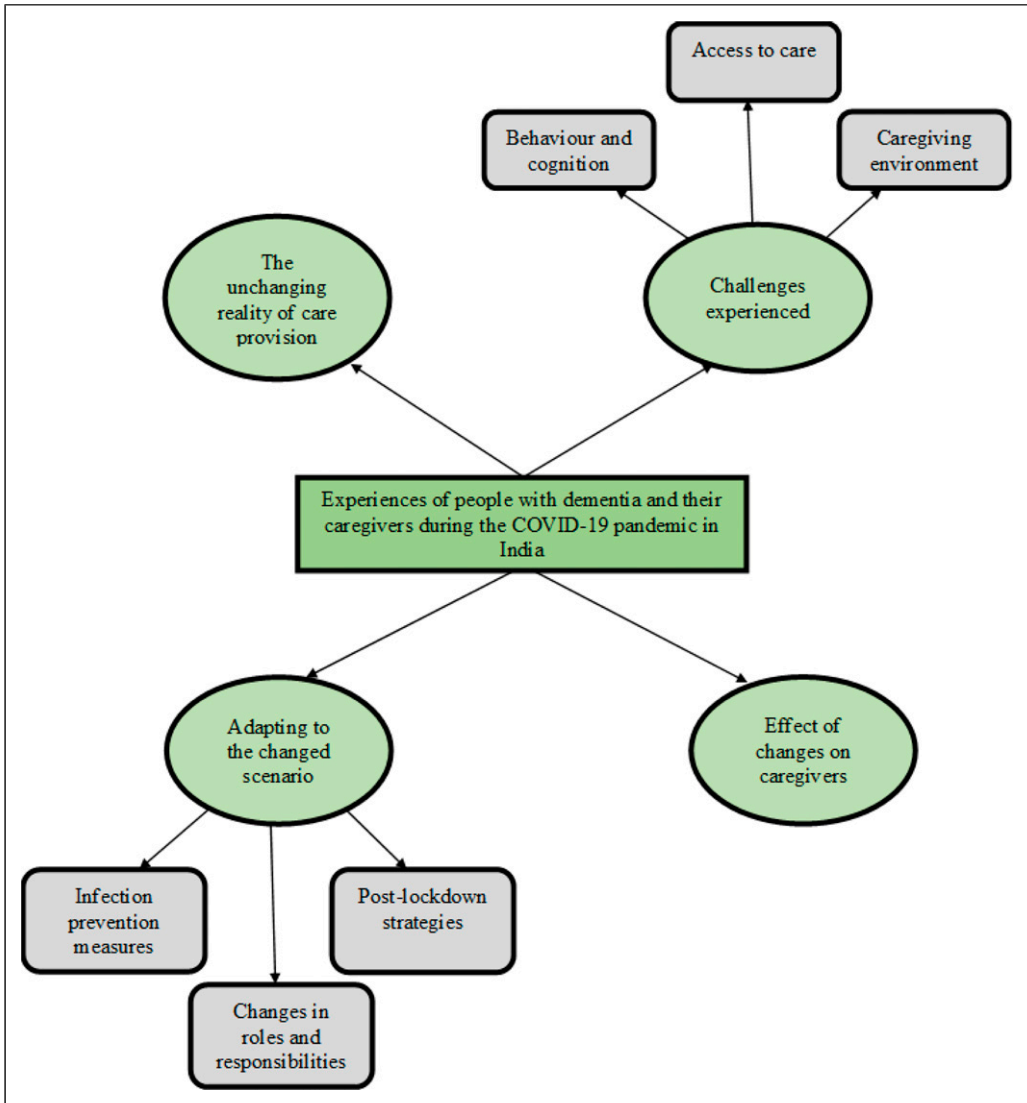 Access to care
Behaviour and
cognition
Caregiving
environment
The
unchanging
reality of care
provision
Challenges
experienced
Experiences of people with dementia and their
caregivers during the COVID-19 pandemic in
India
Adapting to
the changed
scenario
Effect of
changes on
caregivers
Infection
prevention
measures
Post-lockdown
strategies
Changes in
roles and
responsibilities